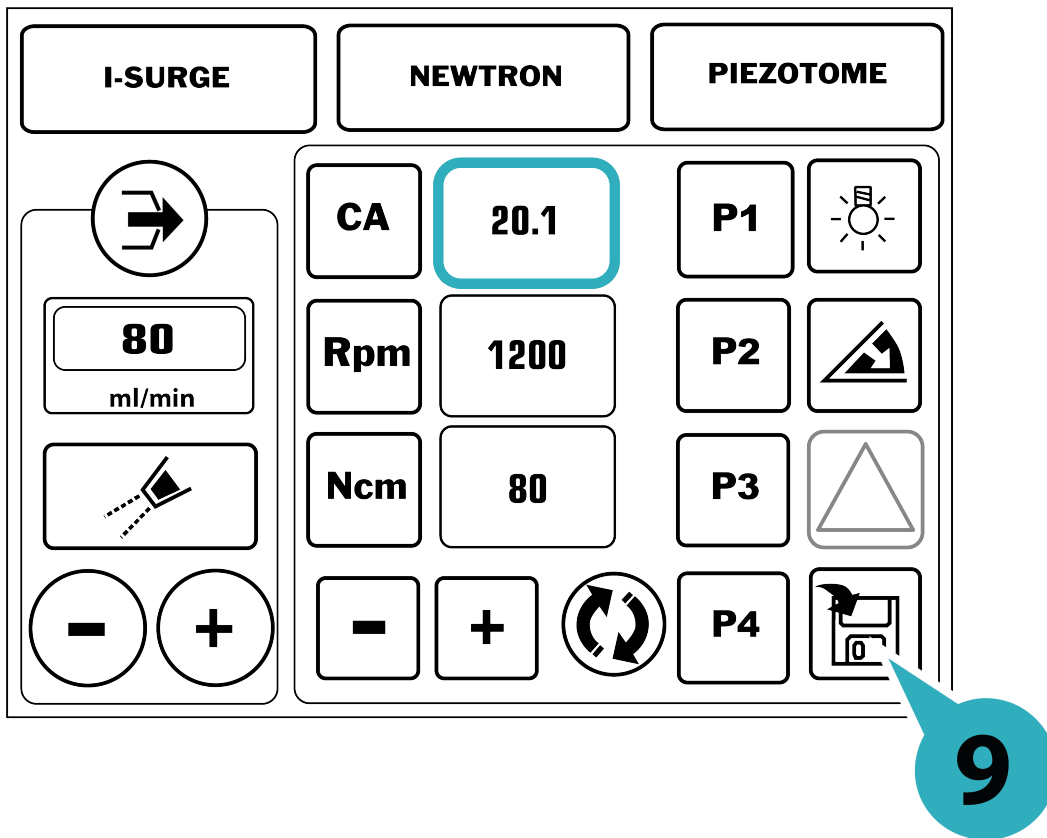 I-SURGE
NEWTRON
PIEZOTOME
80
ml/min
-
+
CA
20.1
P1
Rpm
1200
P2
Ncm
80
P3
-
+
P4
0
9